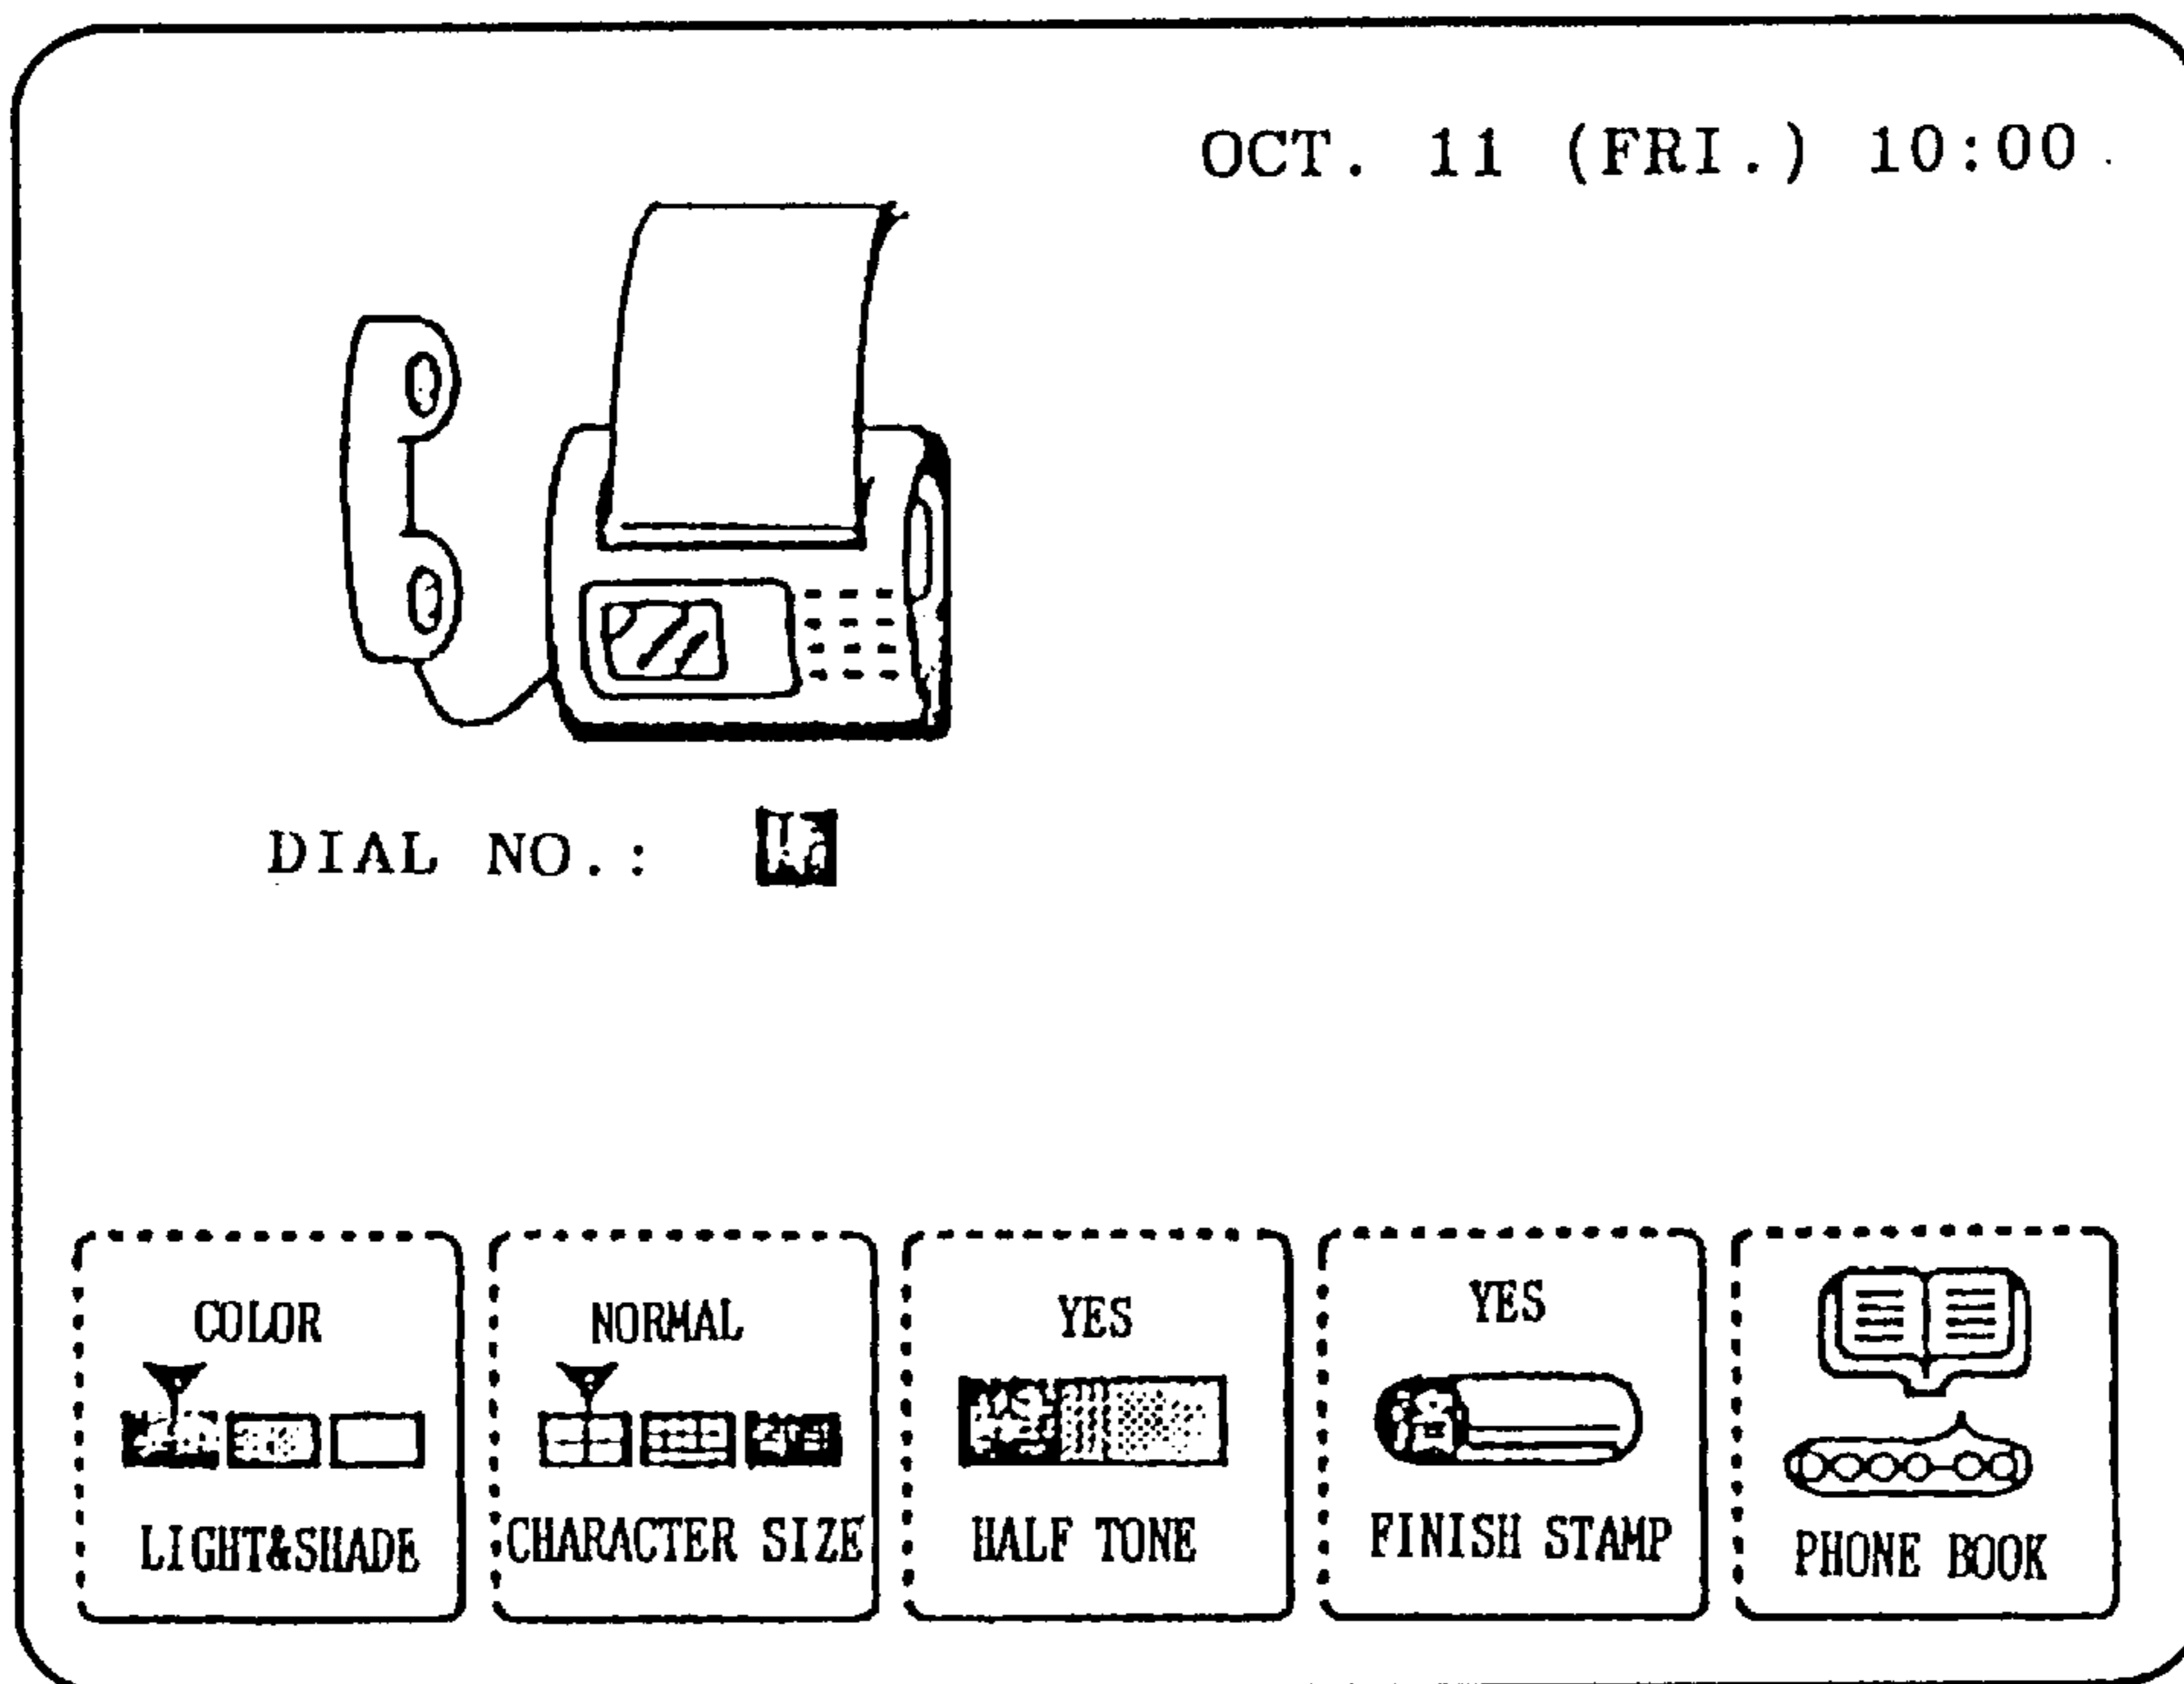 OCT. 11 (FRI.) 10:00
DIAL NO.:
COLOR
LIGHT&SHADE
NORMAL
CHARACTER SIZE
YES
HALF TONE
YES
FINISH STAMP
PHONE BOOK